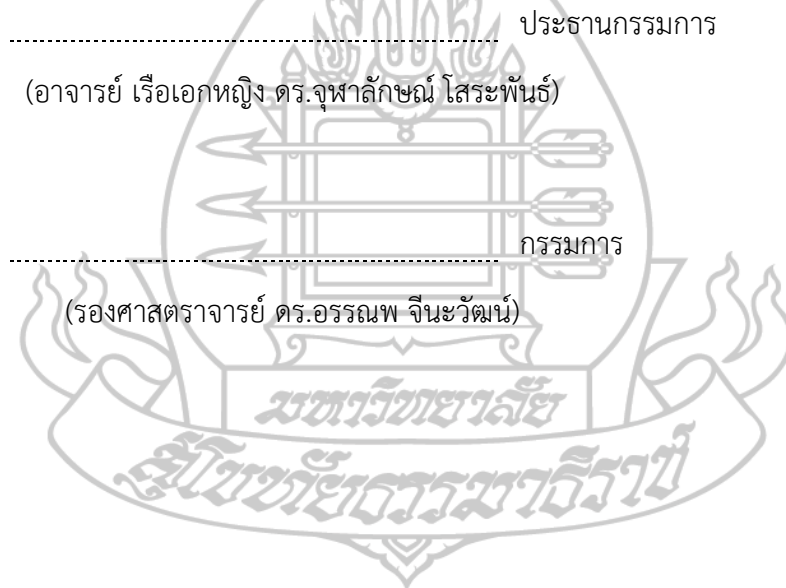 ประธานกรรมการ
(อาจารย์ เรือเอกหญิง ดร.จุฬาลักษณ์ โสระพันธ์)
กรรมการ
(รองศาสตราจารย์ ดร.อรรณพ จีนะวัฒน์)
มหาวิทยาลัย
สุโขทัยธรรมาธิราช